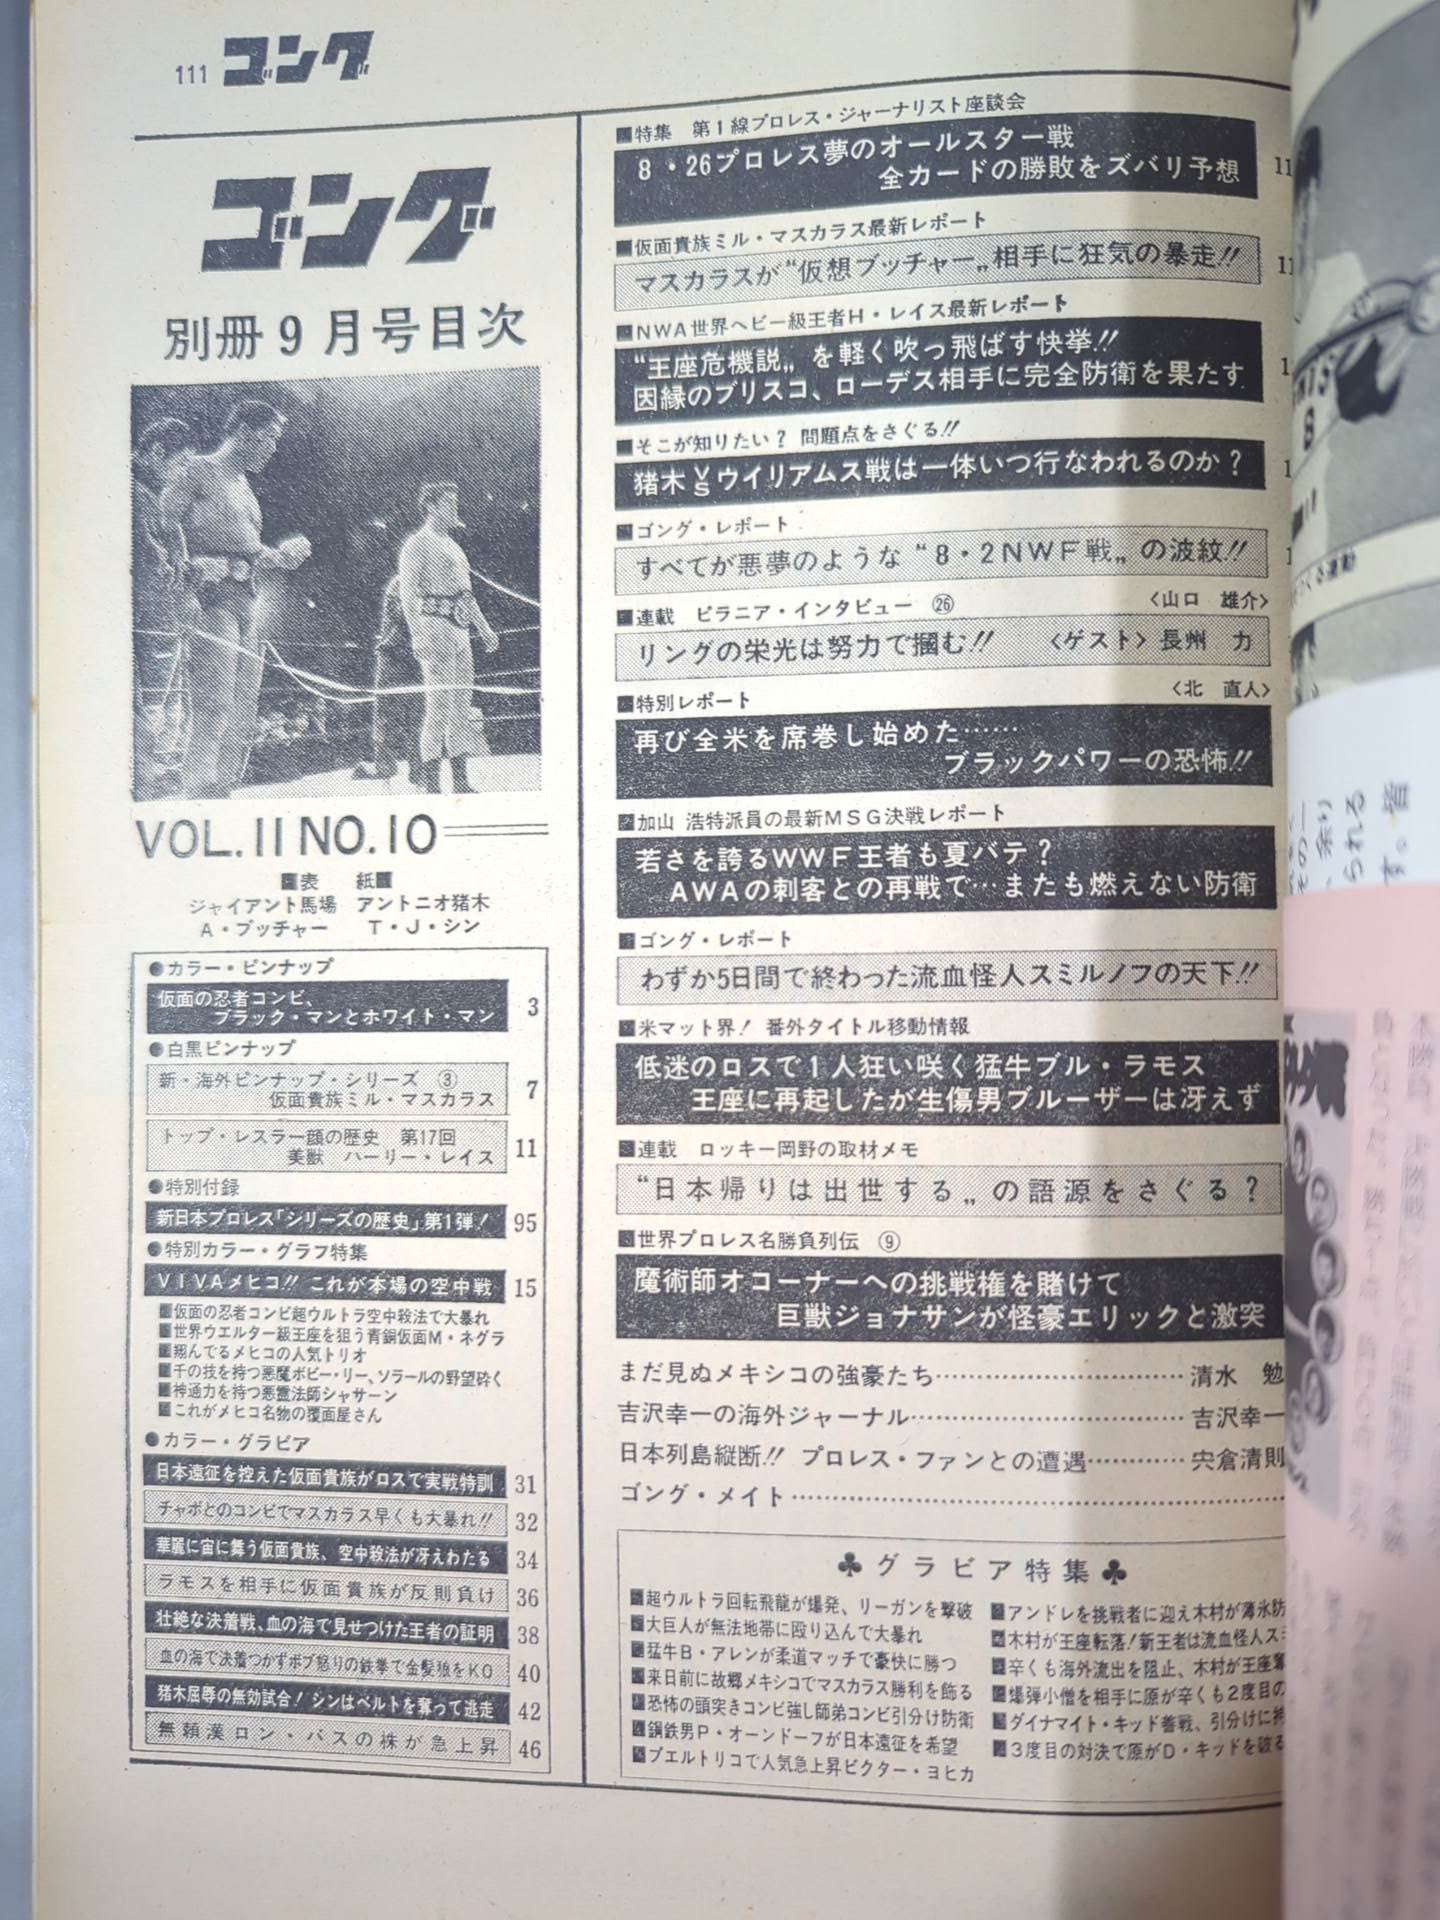 111 ゴング
ゴング
別冊9月号目次
VOL.11 NO.10
■表 紙■
ジャイアント馬場 アントニオ猪木
A・ブッチャー T・J・シン
●カラー・ピンナップ
仮面の忍者コンビ、
ブラック・マンとホワイト・マン 3
●白黒ピンナップ
新・海外ピンナップ・シリーズ ③
仮面貴族ミル・マスカラス 7
トップ・レスラー顔の歴史 第17回
美獣 ハーリー・レイス 11
●特別付録
新日本プロレス「シリーズの歴史」第1弾! 95
●特別カラー・グラフ特集
VIVAメヒコ!! これが本場の空中戦 15
■仮面の忍者コンビ超ウルトラ空中殺法で大暴れ
■世界ウエルター級王座を狙う青銅仮面M・ネグラ
■翔んでるメヒコの人気トリオ
■千の技を持つ悪魔ボビー・リー、ソラールの野望砕く
■神通力を持つ悪霊法師シャサーン
■これがメヒコ名物の覆面屋さん
●カラー・グラビア
日本遠征を控えた仮面貴族がロスで実戦特訓 31
チャボとのコンビでマスカラス早くも大暴れ!! 32
華麗に宙に舞う仮面貴族、空中殺法が冴えわたる 34
ラモスを相手に仮面貴族が反則負け 36
壮絶な決着戦、血の海で見せつけた王者の証明 38
血の海で決着つかずボブ怒りの鉄拳で金髪狼をKO 40
猪木屈辱の無効試合! シンはベルトを奪って逃走 42
無頼漢ロン・バスの株が急上昇 46
■特集 第1線プロレス・ジャーナリスト座談会
8・26プロレス夢のオールスター戦
全カードの勝敗をズバリ予想
■仮面貴族ミル・マスカラス最新レポート
マスカラスが“仮想ブッチャー„相手に狂気の暴走!!
■NWA世界ヘビー級王者H・レイス最新レポート
“王座危機説„を軽く吹っ飛ばす快挙!!
因縁のブリスコ、ローデス相手に完全防衛を果たす
■そこが知りたい? 問題点をさぐる!!
猪木VSウイリアムス戦は一体いつ行なわれるのか?
■ゴング・レポート
すべてが悪夢のような“8・2NWF戦„の波紋!!
■連載 ピラニア・インタビュー ㉖ 〈山口 雄介〉
リングの栄光は努力で掴む!! 〈ゲスト〉長州 力
■特別レポート 〈北 直人〉
再び全米を席巻し始めた……
ブラックパワーの恐怖!!
■加山 浩特派員の最新MSG決戦レポート
若さを誇るWWF王者も夏バテ?
AWAの刺客との再戦で…またも燃えない防衛
■ゴング・レポート
わずか5日間で終わった流血怪人スミルノフの天下!!
■米マット界! 番外タイトル移動情報
低迷のロスで1人狂い咲く猛牛ブル・ラモス
王座に再起したが生傷男ブルーザーは冴えず
■連載 ロッキー岡野の取材メモ
“日本帰りは出世する„の語源をさぐる?
■世界プロレス名勝負列伝 ⑨
魔術師オコーナーへの挑戦権を賭けて
巨獣ジョナサンが怪豪エリックと激突
まだ見ぬメキシコの強豪たち……………………清水 勉
吉沢幸一の海外ジャーナル……………………吉沢幸一
日本列島縦断!! プロレス・ファンとの遭遇…………宍倉清則
ゴング・メイト……………………
♣グラビア特集♣
■超ウルトラ回転飛龍が爆発、リーガンを撃破
■大巨人が無法地帯に殴り込んで大暴れ
■猛牛B・アレンが柔道マッチで豪快に勝つ
■来日前に故郷メキシコでマスカラス勝利を飾る
■恐怖の頭突きコンビ強し師弟コンビ引分け防衛
■鋼鉄男P・オーンドーフが日本遠征を希望
■プエルトリコで人気急上昇ビクター・ヨヒカ
■アンドレを挑戦者に迎え木村が薄氷防
■木村が王座転落!新王者は流血怪人ス
■辛くも海外流出を阻止、木村が王座奪
■爆弾小僧を相手に原が辛くも2度目の
■ダイナマイト・キッド善戦、引分けに持
■3度目の対決で原がD・キッドを破る